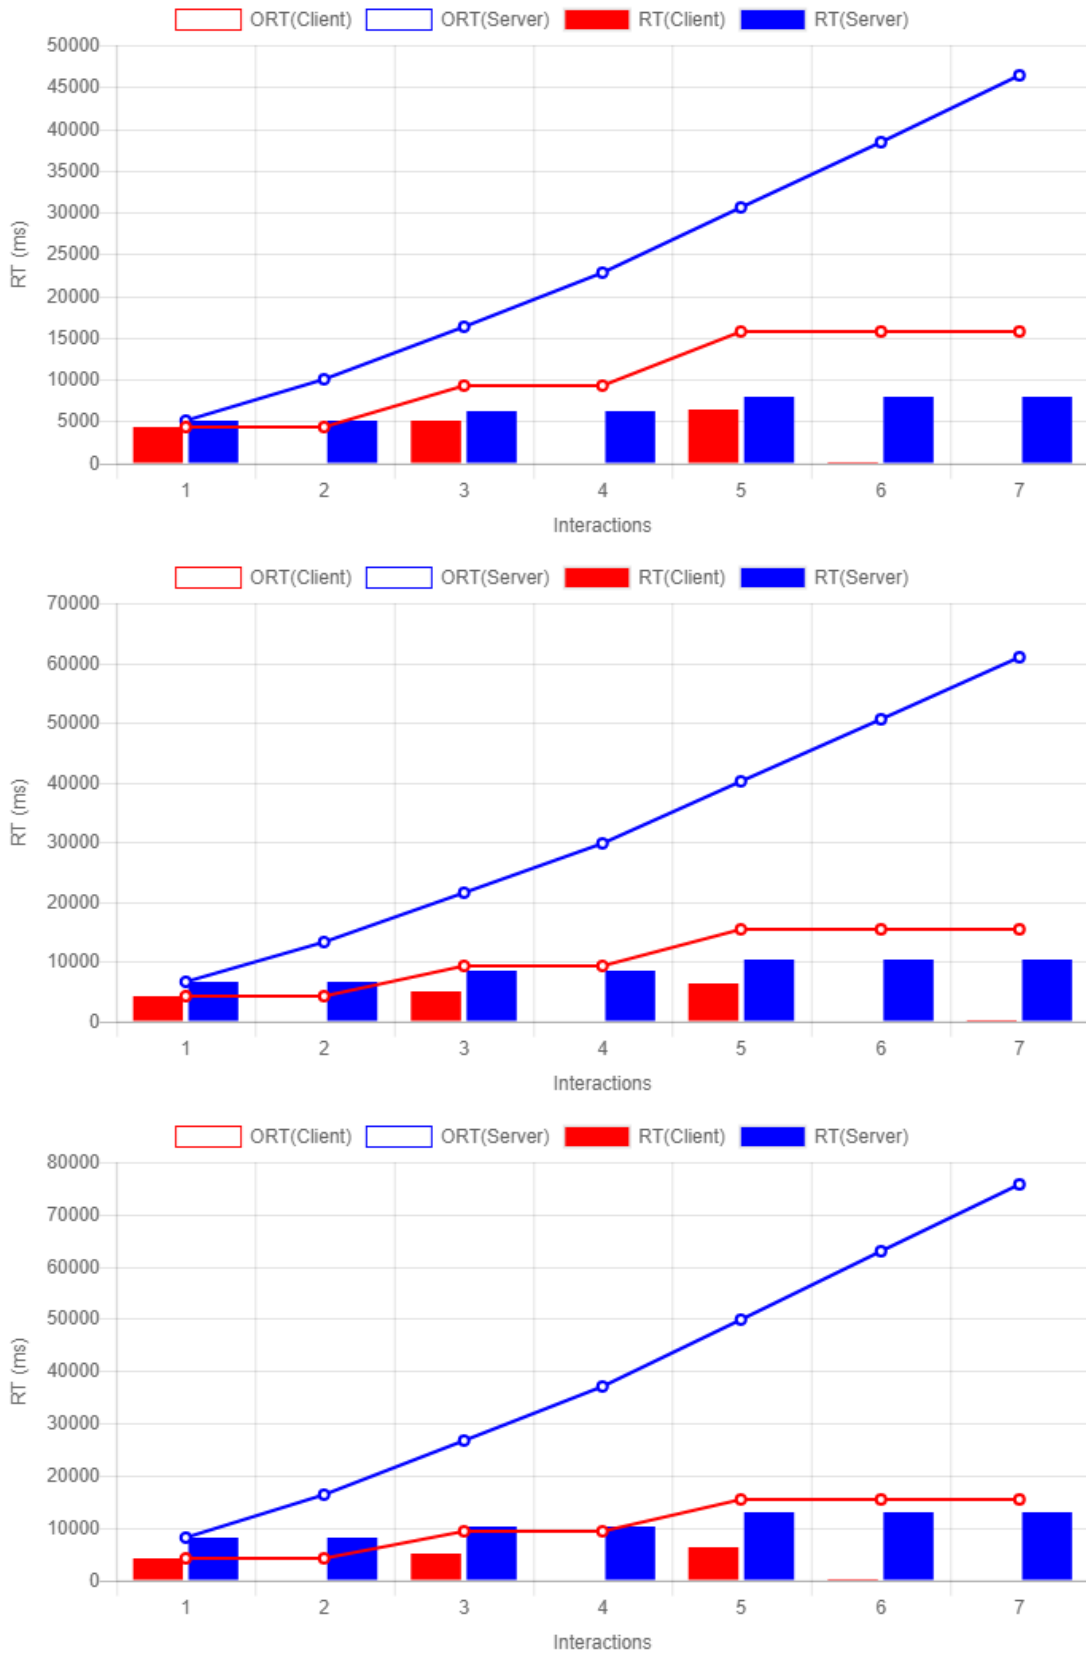 ORT(Client) ORT(Server) RT(Client) RT(Server)
50000
45000
40000
35000
30000
25000
20000
15000
10000
5000
0
RT (ms)
1 2 3 4 5 6 7
Interactions
ORT(Client) ORT(Server) RT(Client) RT(Server)
70000
60000
50000
40000
30000
20000
10000
0
RT (ms)
1 2 3 4 5 6 7
Interactions
ORT(Client) ORT(Server) RT(Client) RT(Server)
80000
70000
60000
50000
40000
30000
20000
10000
0
RT (ms)
1 2 3 4 5 6 7
Interactions